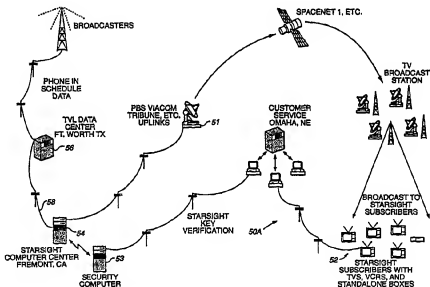 BROADCASTERS
SPACENET 1, ETC.
PHONE IN
SCHEDULE
DATA
TV
BROADCAST
STATION
TVL DATA
CENTER
FT. WORTH TX
56
PBS VIACOM
TRIBUNE, ETC.
UPLINKS
51
CUSTOMER
SERVICE
OMAHA, NE
58
54
STARSIGHT
COMPUTER CENTER
FREMONT, CA
53
SECURITY
COMPUTER
STARSIGHT
KEY
VERIFICATION
50A
BROADCAST TO
STARSIGHT
SUBSCRIBERS
52
STARSIGHT
SUBSCRIBERS WITH
TVS, VCRS, AND
STANDALONE BOXES